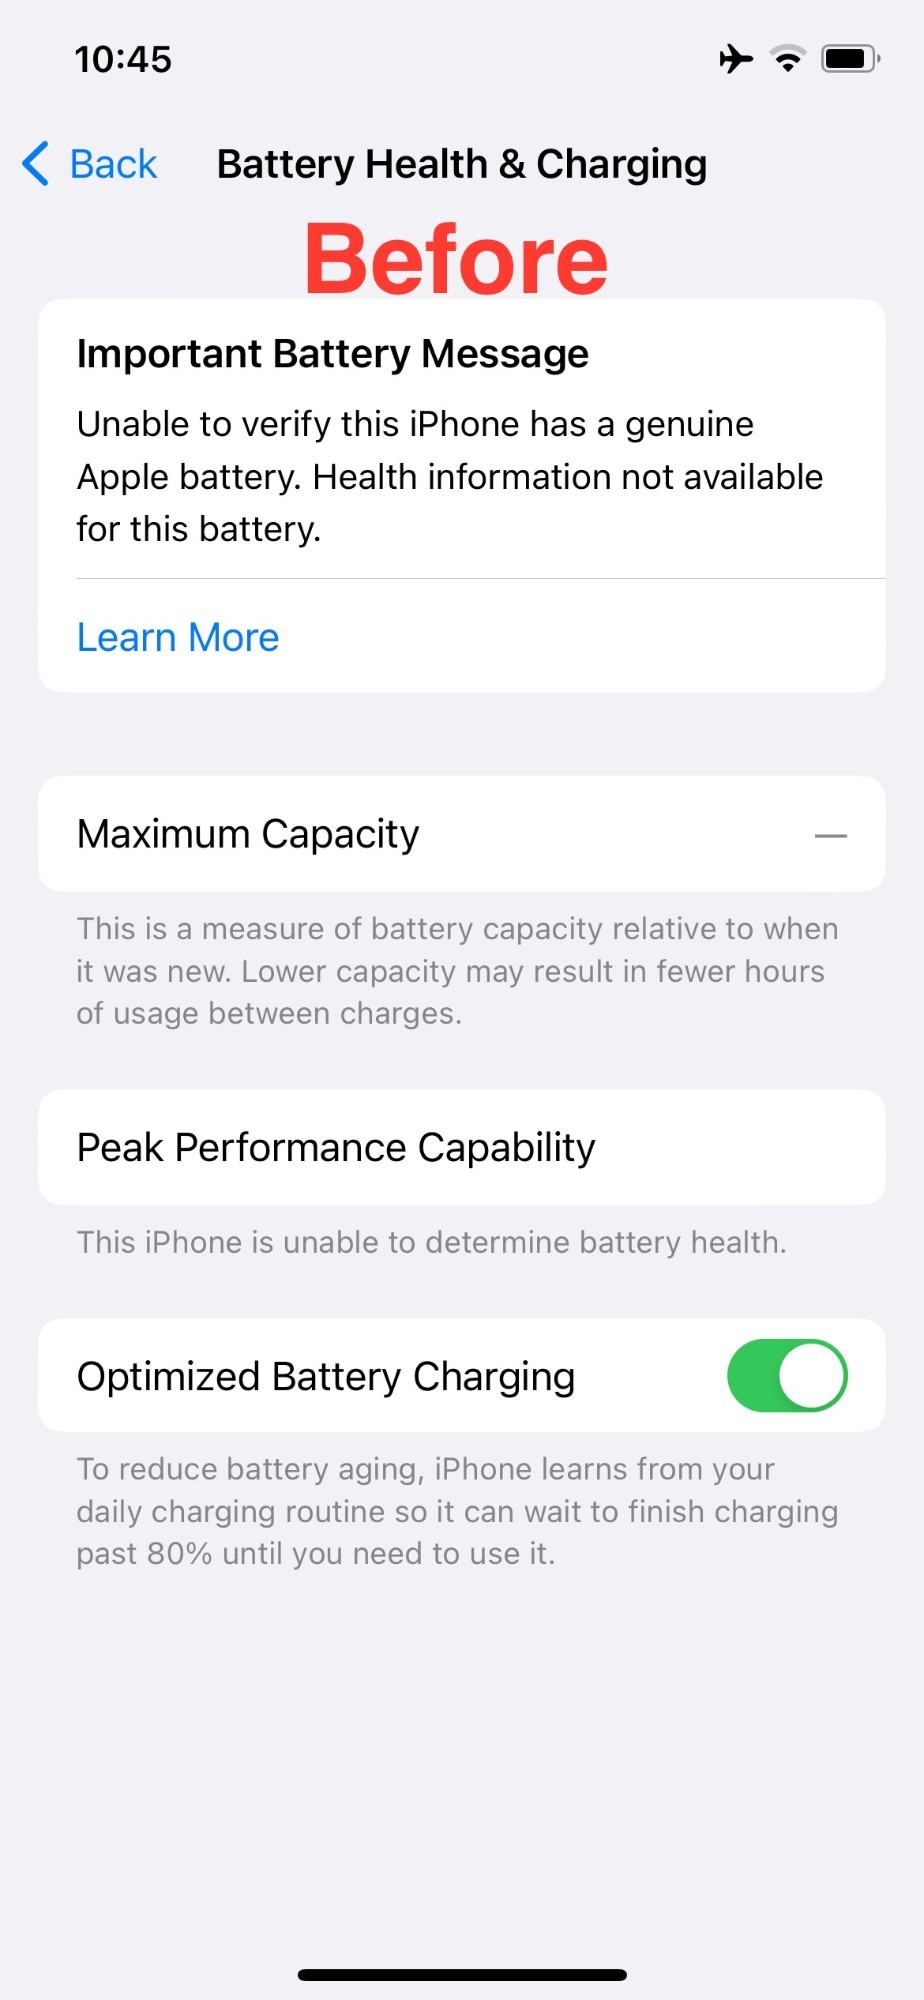 10:45
Back
Battery Health & Charging
Before
Important Battery Message
Unable to verify this iPhone has a genuine
Apple battery. Health information not available
for this battery.
Learn More
Maximum Capacity —
This is a measure of battery capacity relative to when
it was new. Lower capacity may result in fewer hours
of usage between charges.
Peak Performance Capability
This iPhone is unable to determine battery health.
Optimized Battery Charging
To reduce battery aging, iPhone learns from your
daily charging routine so it can wait to finish charging
past 80% until you need to use it.